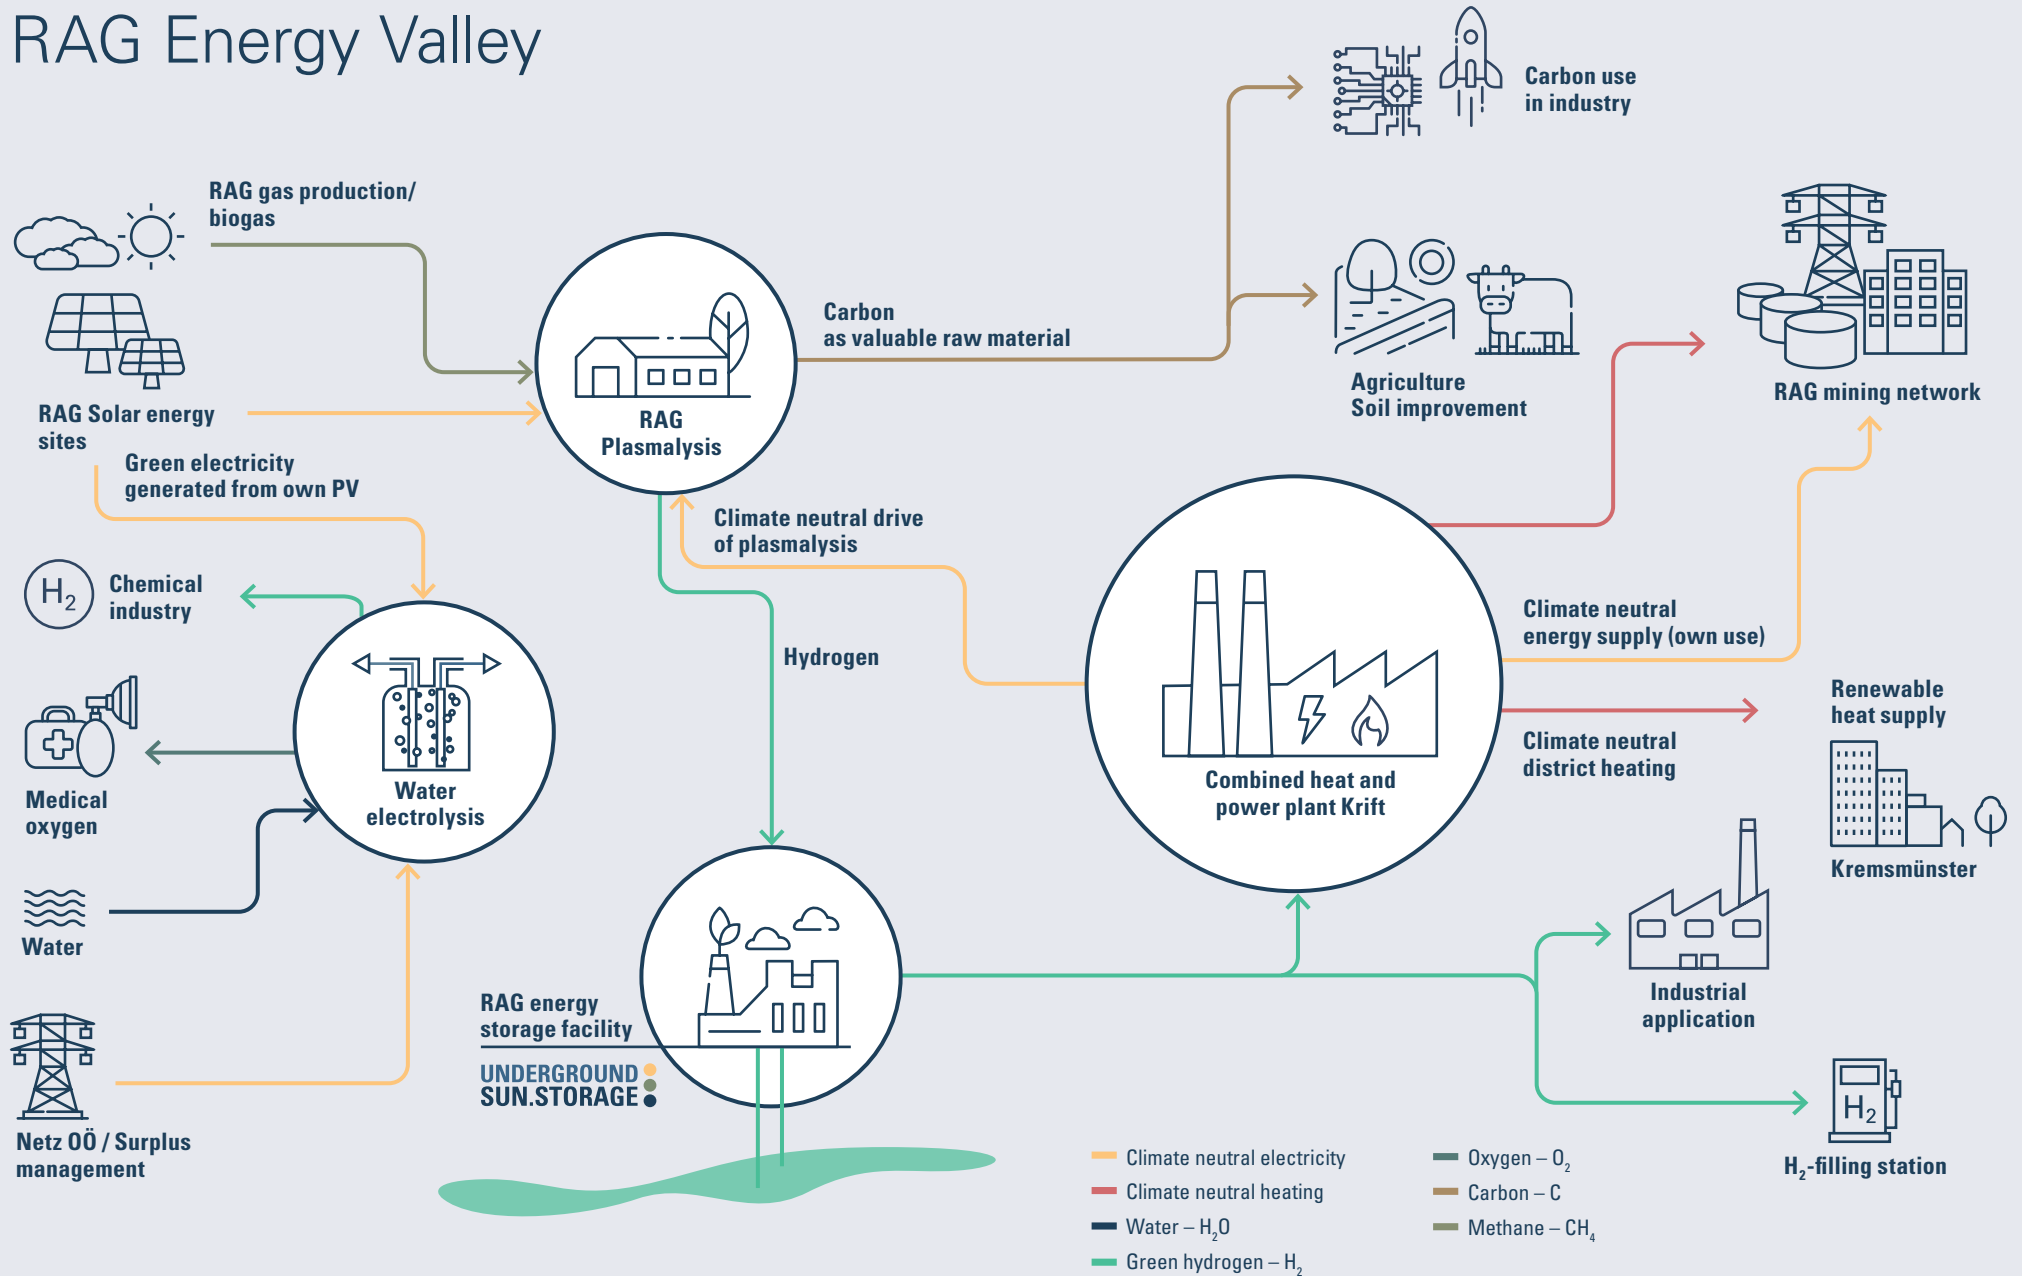 RAG Energy Valley
Carbon use
in industry
RAG gas production/
biogas
Carbon
as valuable raw material
Agriculture
Soil improvement
RAG mining network
RAG Solar energy
sites
RAG
Plasmalysis
Green electricity
generated from own PV
Climate neutral drive
of plasmalysis
H₂
Chemical
industry
Hydrogen
Climate neutral
energy supply (own use)
Renewable
heat supply
Climate neutral
district heating
Kremsmünster
Combined heat and
power plant Krift
Water
electrolysis
Medical
oxygen
Water
RAG energy
storage facility
UNDERGROUND
SUN.STORAGE
Industrial
application
Netz OÖ / Surplus
management
H₂
H₂-filling station
Climate neutral electricity
Climate neutral heating
Water – H₂O
Green hydrogen – H₂
Oxygen – O₂
Carbon – C
Methane – CH₄